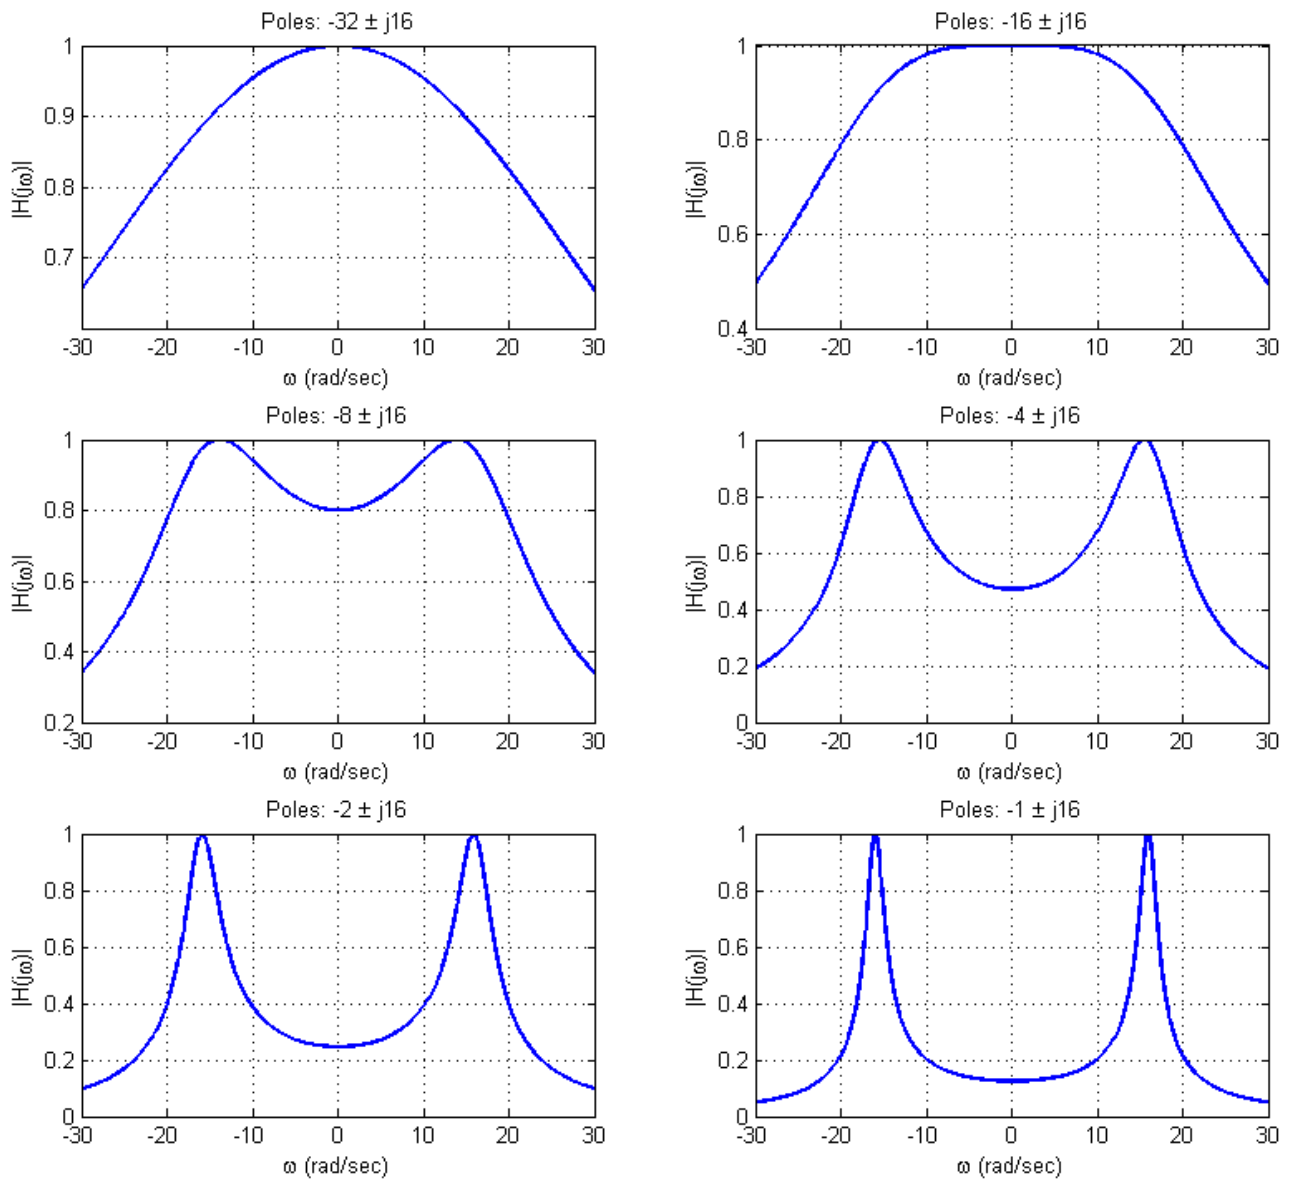 Poles: -32 ± j16
1
0.9
0.8
0.7
|H(jω)|
-30 -20 -10 0 10 20 30
ω (rad/sec)
Poles: -16 ± j16
1
0.8
0.6
0.4
|H(jω)|
-30 -20 -10 0 10 20 30
ω (rad/sec)
Poles: -8 ± j16
1
0.8
0.6
0.4
0.2
|H(jω)|
-30 -20 -10 0 10 20 30
ω (rad/sec)
Poles: -4 ± j16
1
0.8
0.6
0.4
0.2
0
|H(jω)|
-30 -20 -10 0 10 20 30
ω (rad/sec)
Poles: -2 ± j16
1
0.8
0.6
0.4
0.2
0
|H(jω)|
-30 -20 -10 0 10 20 30
ω (rad/sec)
Poles: -1 ± j16
1
0.8
0.6
0.4
0.2
0
|H(jω)|
-30 -20 -10 0 10 20 30
ω (rad/sec)